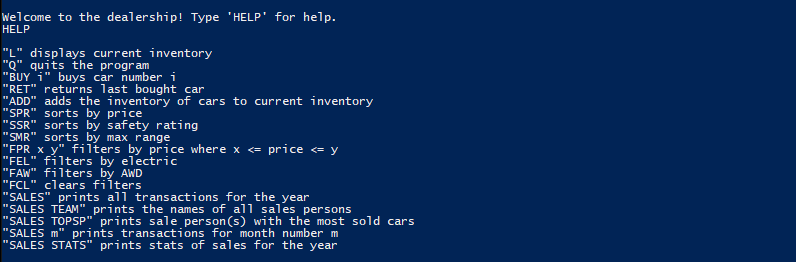 Welcome to the dealership! Type 'HELP' for help.
HELP
"L" displays current inventory
"Q" quits the program
"BUY i" buys car number i
"RET" returns last bought car
"ADD" adds the inventory of cars to current inventory
"SPR" sorts by price
"SSR" sorts by safety rating
"SMR" sorts by max range
"FPR x y" filters by price where x <= price <= y
"FEL" filters by electric
"FAW" filters by AWD
"FCL" clears filters
"SALES" prints all transactions for the year
"SALES TEAM" prints the names of all sales persons
"SALES TOPSP" prints sale person(s) with the most sold cars
"SALES m" prints transactions for month number m
"SALES STATS" prints stats of sales for the year